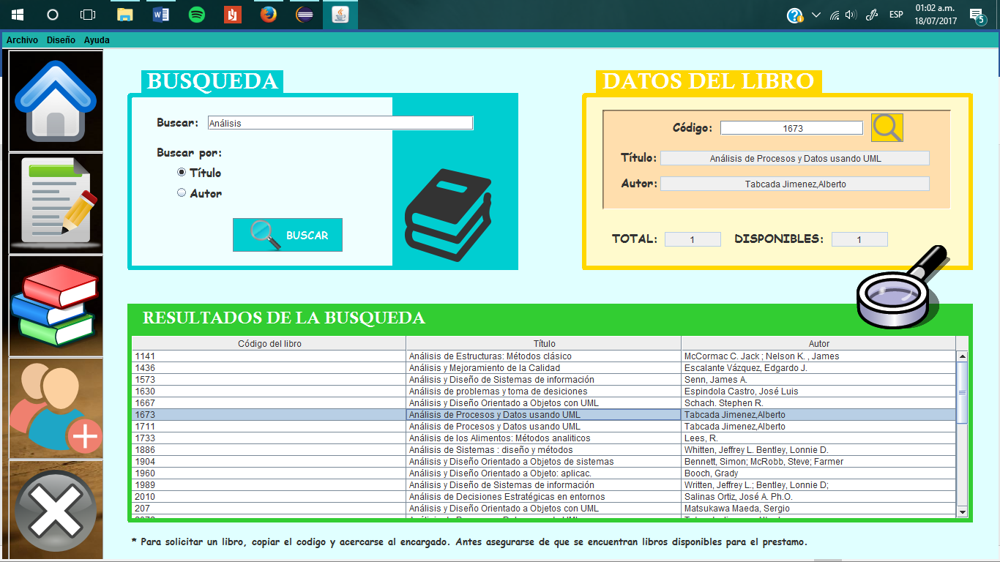 01:02 a.m.
ESP
18/07/2017
5
Archivo Diseño Ayuda
BUSQUEDA
Buscar: Análisis
Buscar por:
Título
Autor
BUSCAR
DATOS DEL LIBRO
Código: 1673
Título: Análisis de Procesos y Datos usando UML
Autor: Tabcada Jimenez,Alberto
TOTAL: 1 DISPONIBLES: 1
RESULTADOS DE LA BUSQUEDA
Código del libro Título Autor
1141 Análisis de Estructuras: Métodos clásico McCormac C. Jack ; Nelson K. , James
1436 Análisis y Mejoramiento de la Calidad Escalante Vázquez, Edgardo J.
1573 Análisis y Diseño de Sistemas de información Senn, James A.
1630 Análisis de problemas y toma de desiciones Espindola Castro, José Luis
1667 Análisis y Diseño Orientado a Objetos con UML Schach. Stephen R.
1673 Análisis de Procesos y Datos usando UML Tabcada Jimenez,Alberto
1711 Análisis de Procesos y Datos usando UML Tabcada Jimenez,Alberto
1733 Análisis de los Alimentos: Métodos analiticos Lees, R.
1886 Análisis de Sistemas : diseño y métodos Whitten, Jeffrey L. Bentley, Lonnie D.
1904 Análisis y Diseño Orientado a Objetos de sistemas Bennett, Simon; McRobb, Steve; Farmer
1960 Análisis y Diseño Orientado a Objeto: aplicac. Booch, Grady
1989 Análisis y Diseño de Sistemas de información Written, Jeffrey L.; Bentley, Lonnie D;
2010 Análisis de Decisiones Estratégicas en entornos Salinas Ortiz, José A. Ph.O.
207 Análisis y Diseño Orientado a Objetos con UML Matsukawa Maeda, Sergio
* Para solicitar un libro, copiar el codigo y acercarse al encargado. Antes asegurarse de que se encuentran libros disponibles para el prestamo.